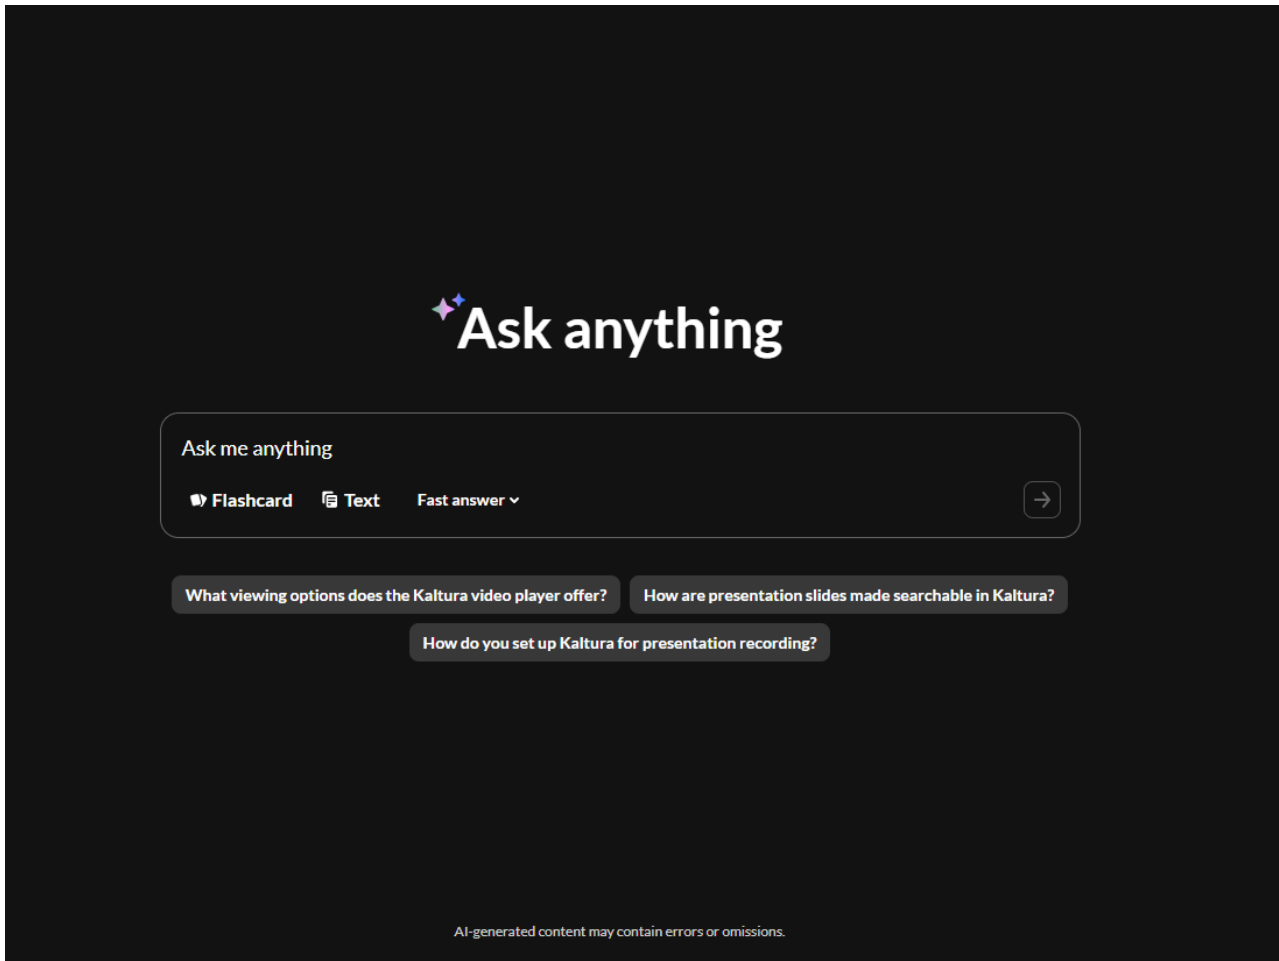 Ask anything
Ask me anything
Flashcard Text Fast answer
What viewing options does the Kaltura video player offer? How are presentation slides made searchable in Kaltura?
How do you set up Kaltura for presentation recording?
AI-generated content may contain errors or omissions.